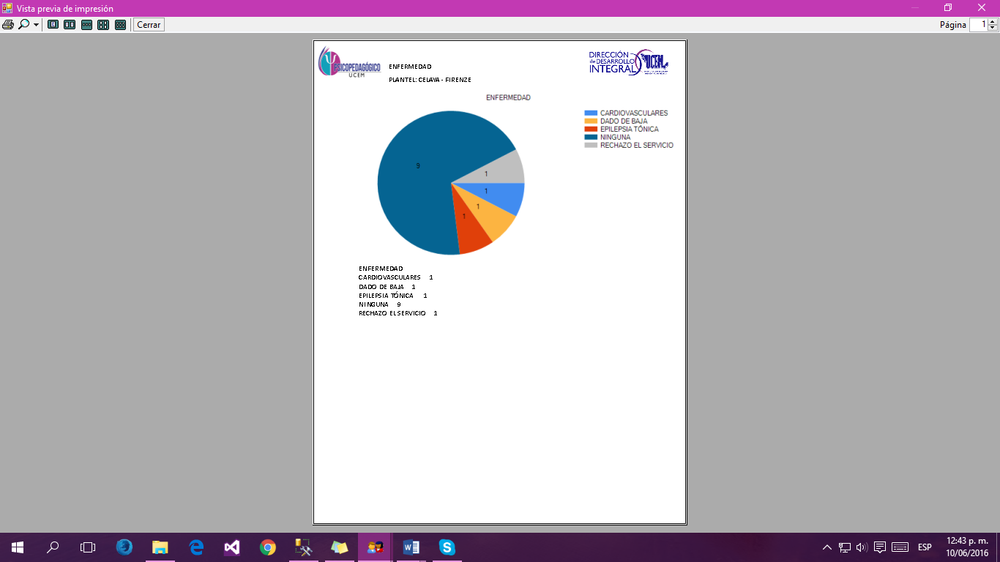 Vista previa de impresión
Cerrar
Página 1
PSICOPEDAGÓGICO
UCEM
ENFERMEDAD
PLANTEL: CELAYA - FIRENZE
DIRECCIÓN
de DESARROLLO
INTEGRAL
UCEM
ENFERMEDAD
CARDIOVASCULARES
DADO DE BAJA
EPILEPSIA TÓNICA
NINGUNA
RECHAZO EL SERVICIO
9
1
1
1
1
ENFERMEDAD
CARDIOVASCULARES 1
DADO DE BAJA 1
EPILEPSIA TÓNICA 1
NINGUNA 9
RECHAZO EL SERVICIO 1
ESP
12:43 p. m.
10/06/2016